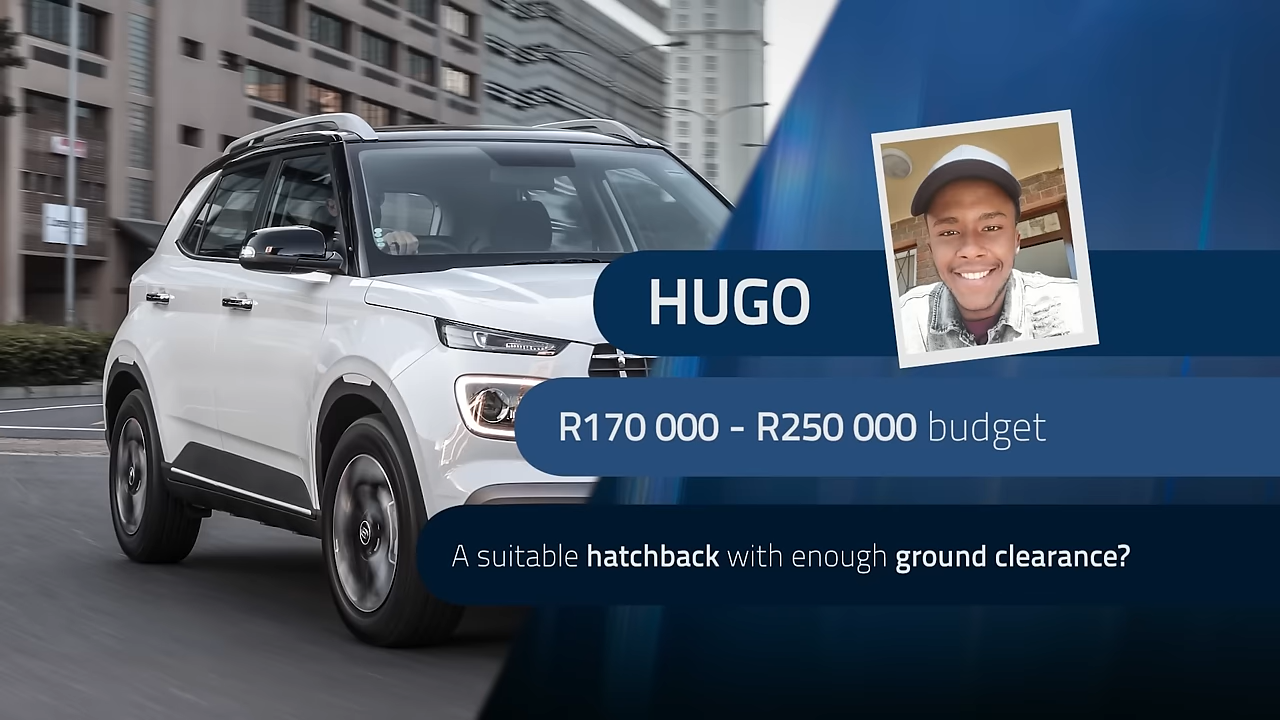 HUGO
R170 000 - R250 000 budget
A suitable hatchback with enough ground clearance?